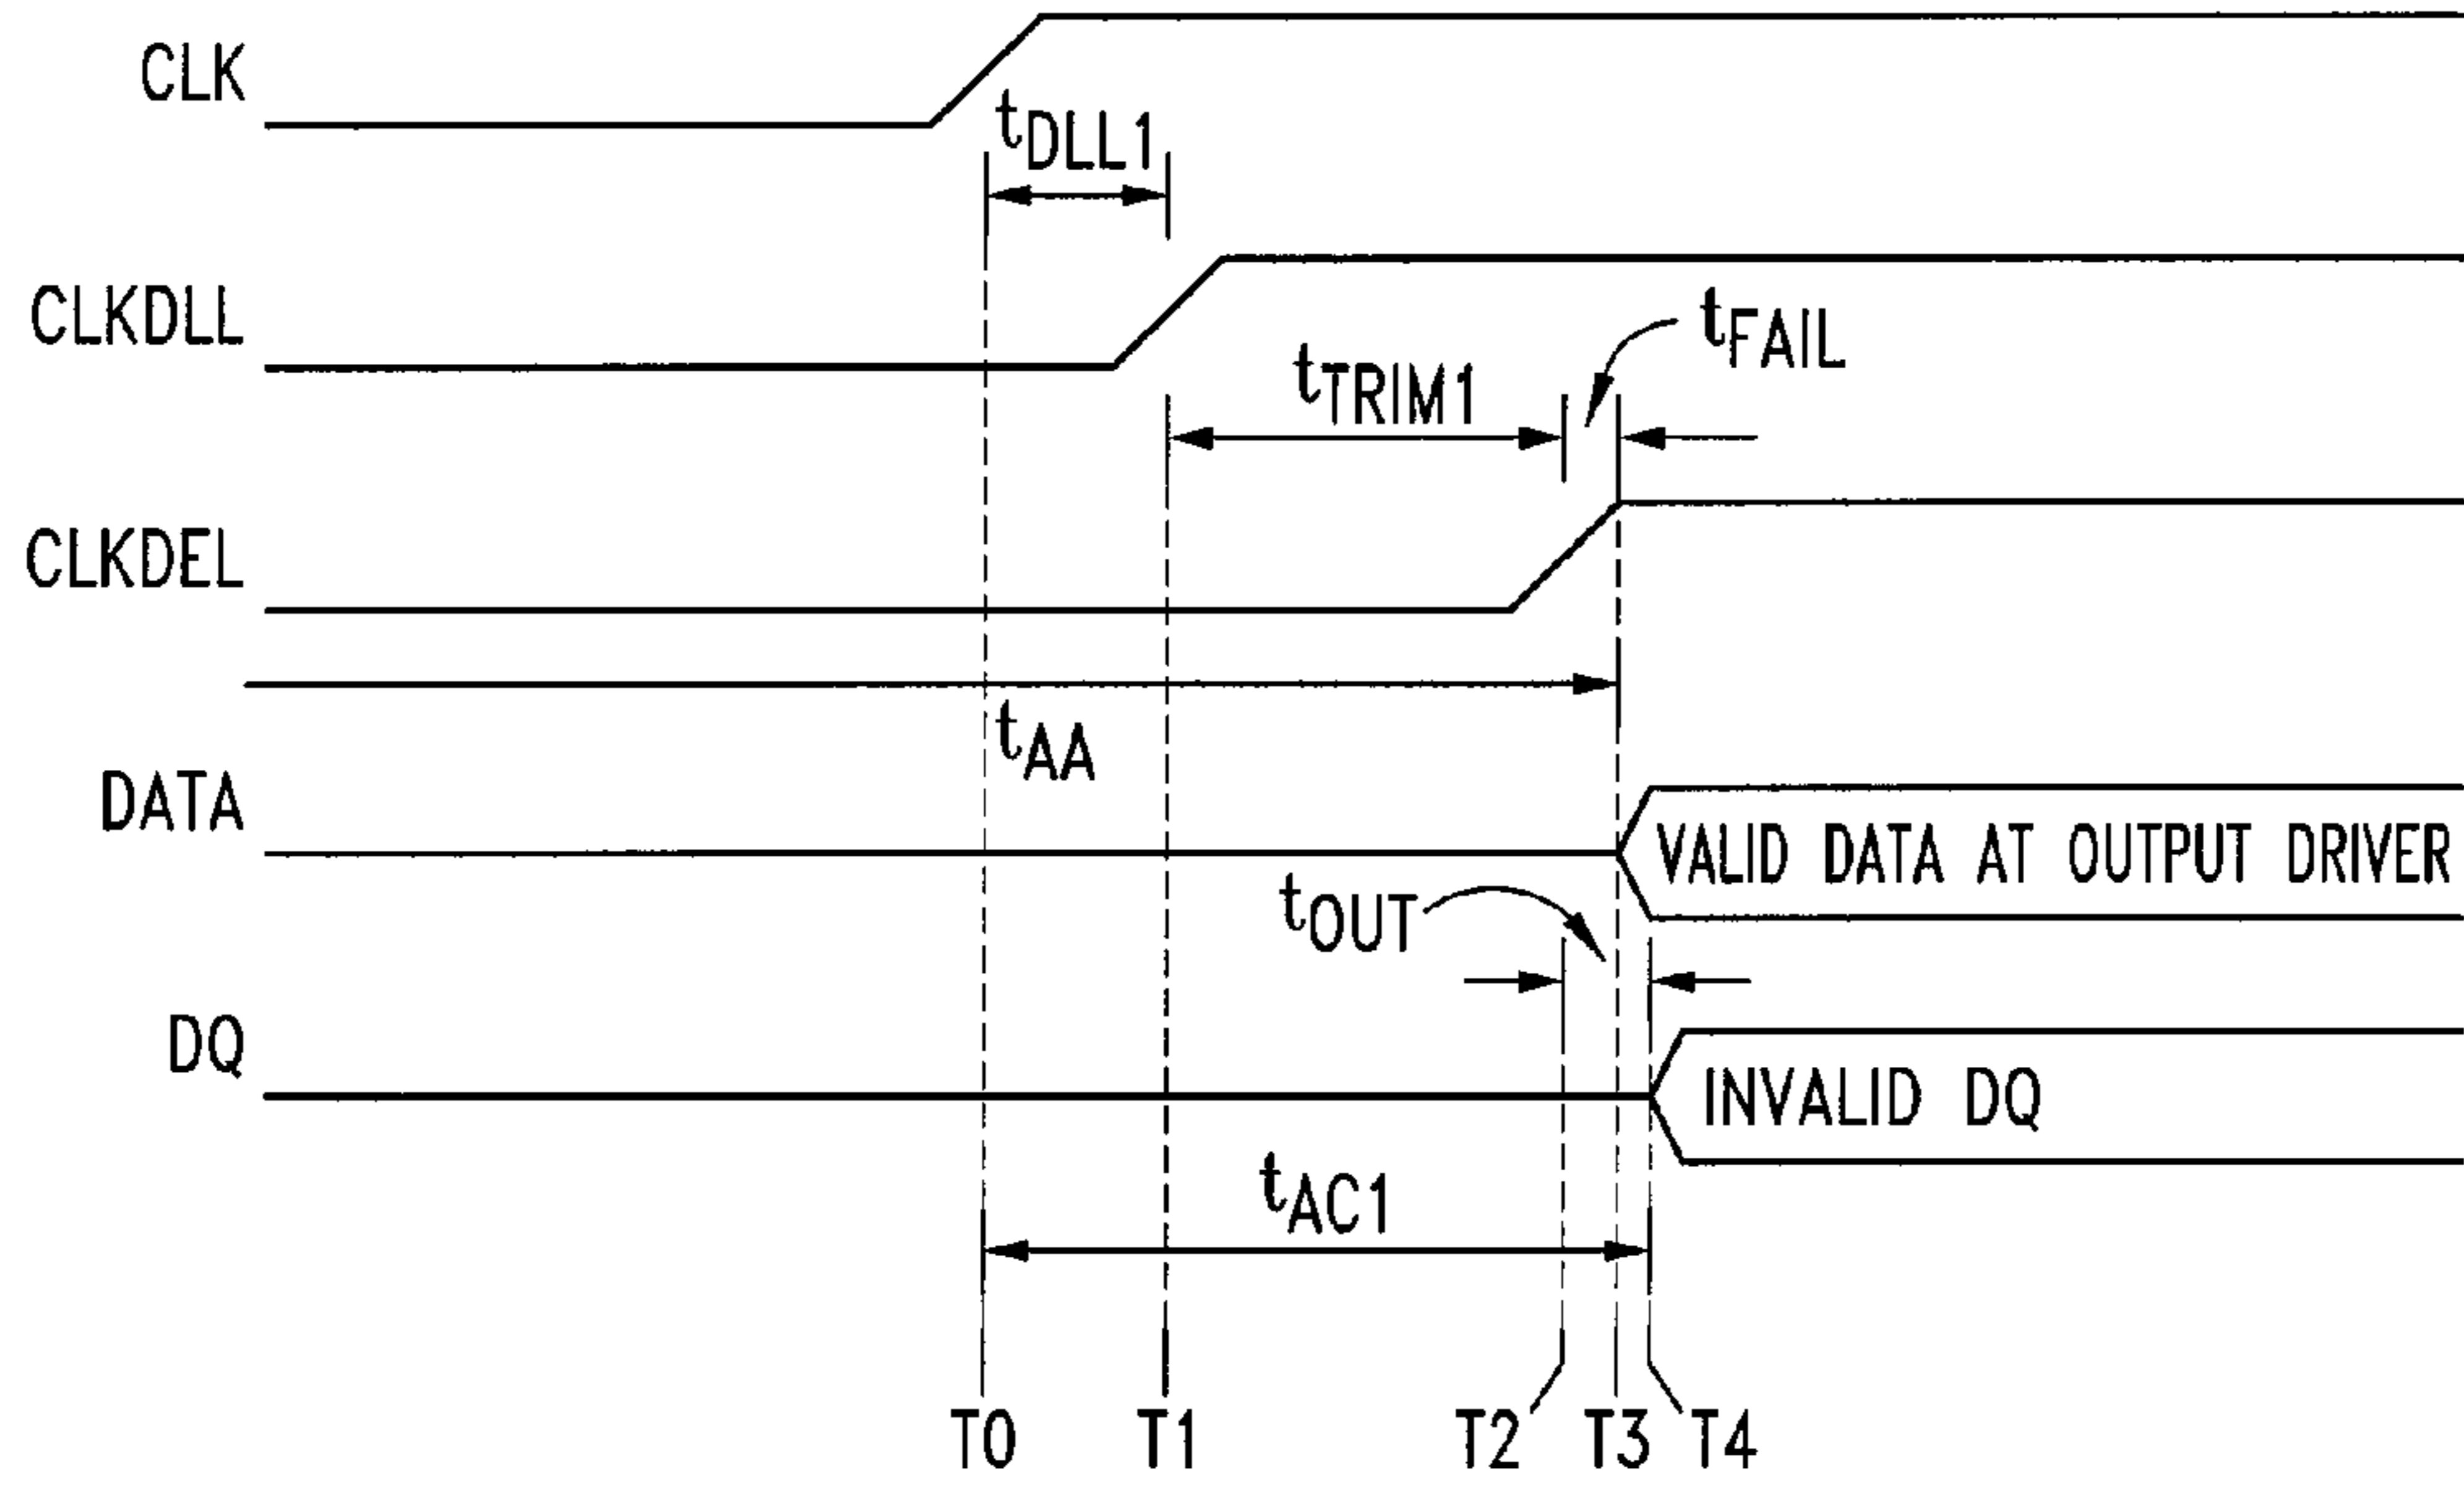 CLK
tDLL1
CLKDLL
tFAIL
tTRIM1
CLKDEL
tAA
DATA
VALID DATA AT OUTPUT DRIVER
tOUT
DQ
INVALID DQ
tAC1
T0 T1 T2 T3 T4